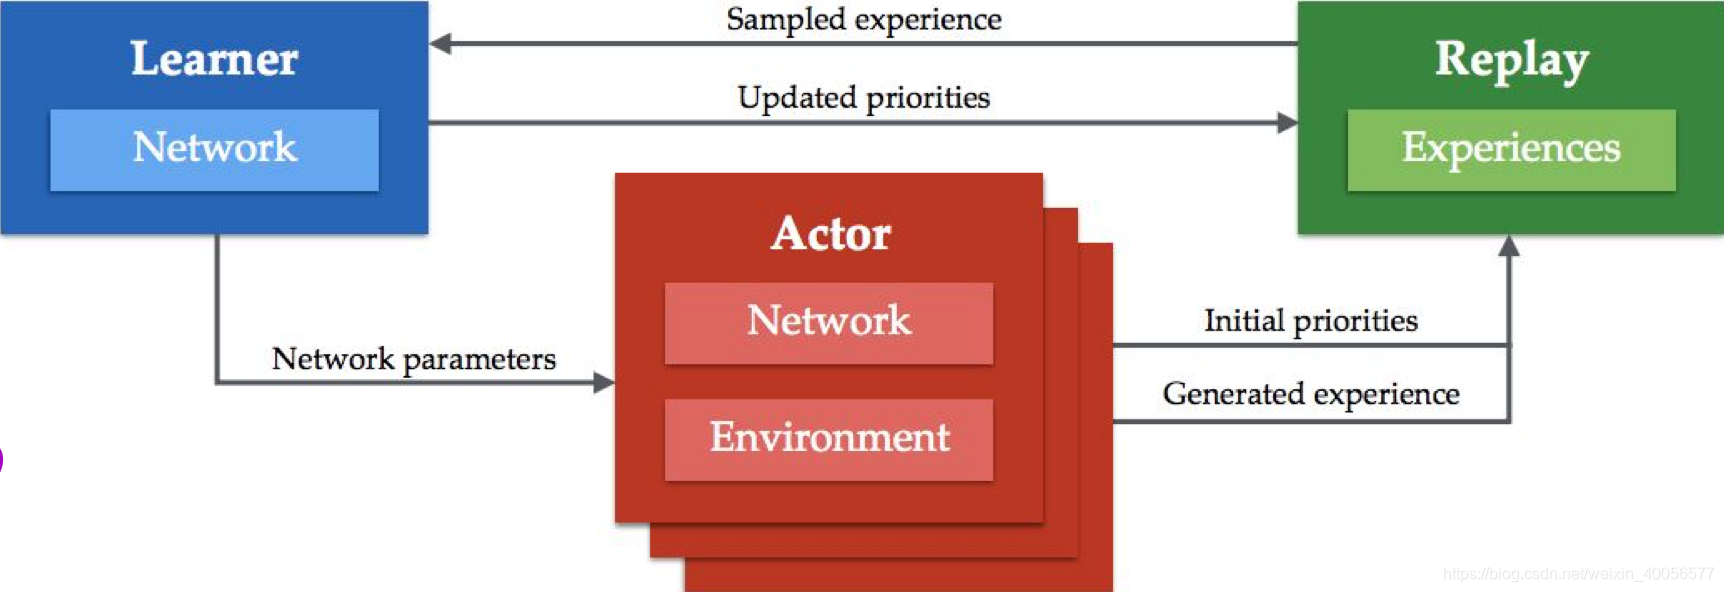 Learner
Network
Sampled experience
Updated priorities
Replay
Experiences
Actor
Network
Environment
Network parameters
Initial priorities
Generated experience
https://blog.csdn.net/weixin_40056577